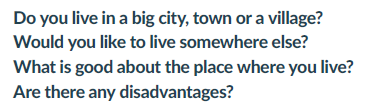 Do you live in a big city, town or a village?
Would you like to live somewhere else?
What is good about the place where you live?
Are there any disadvantages?